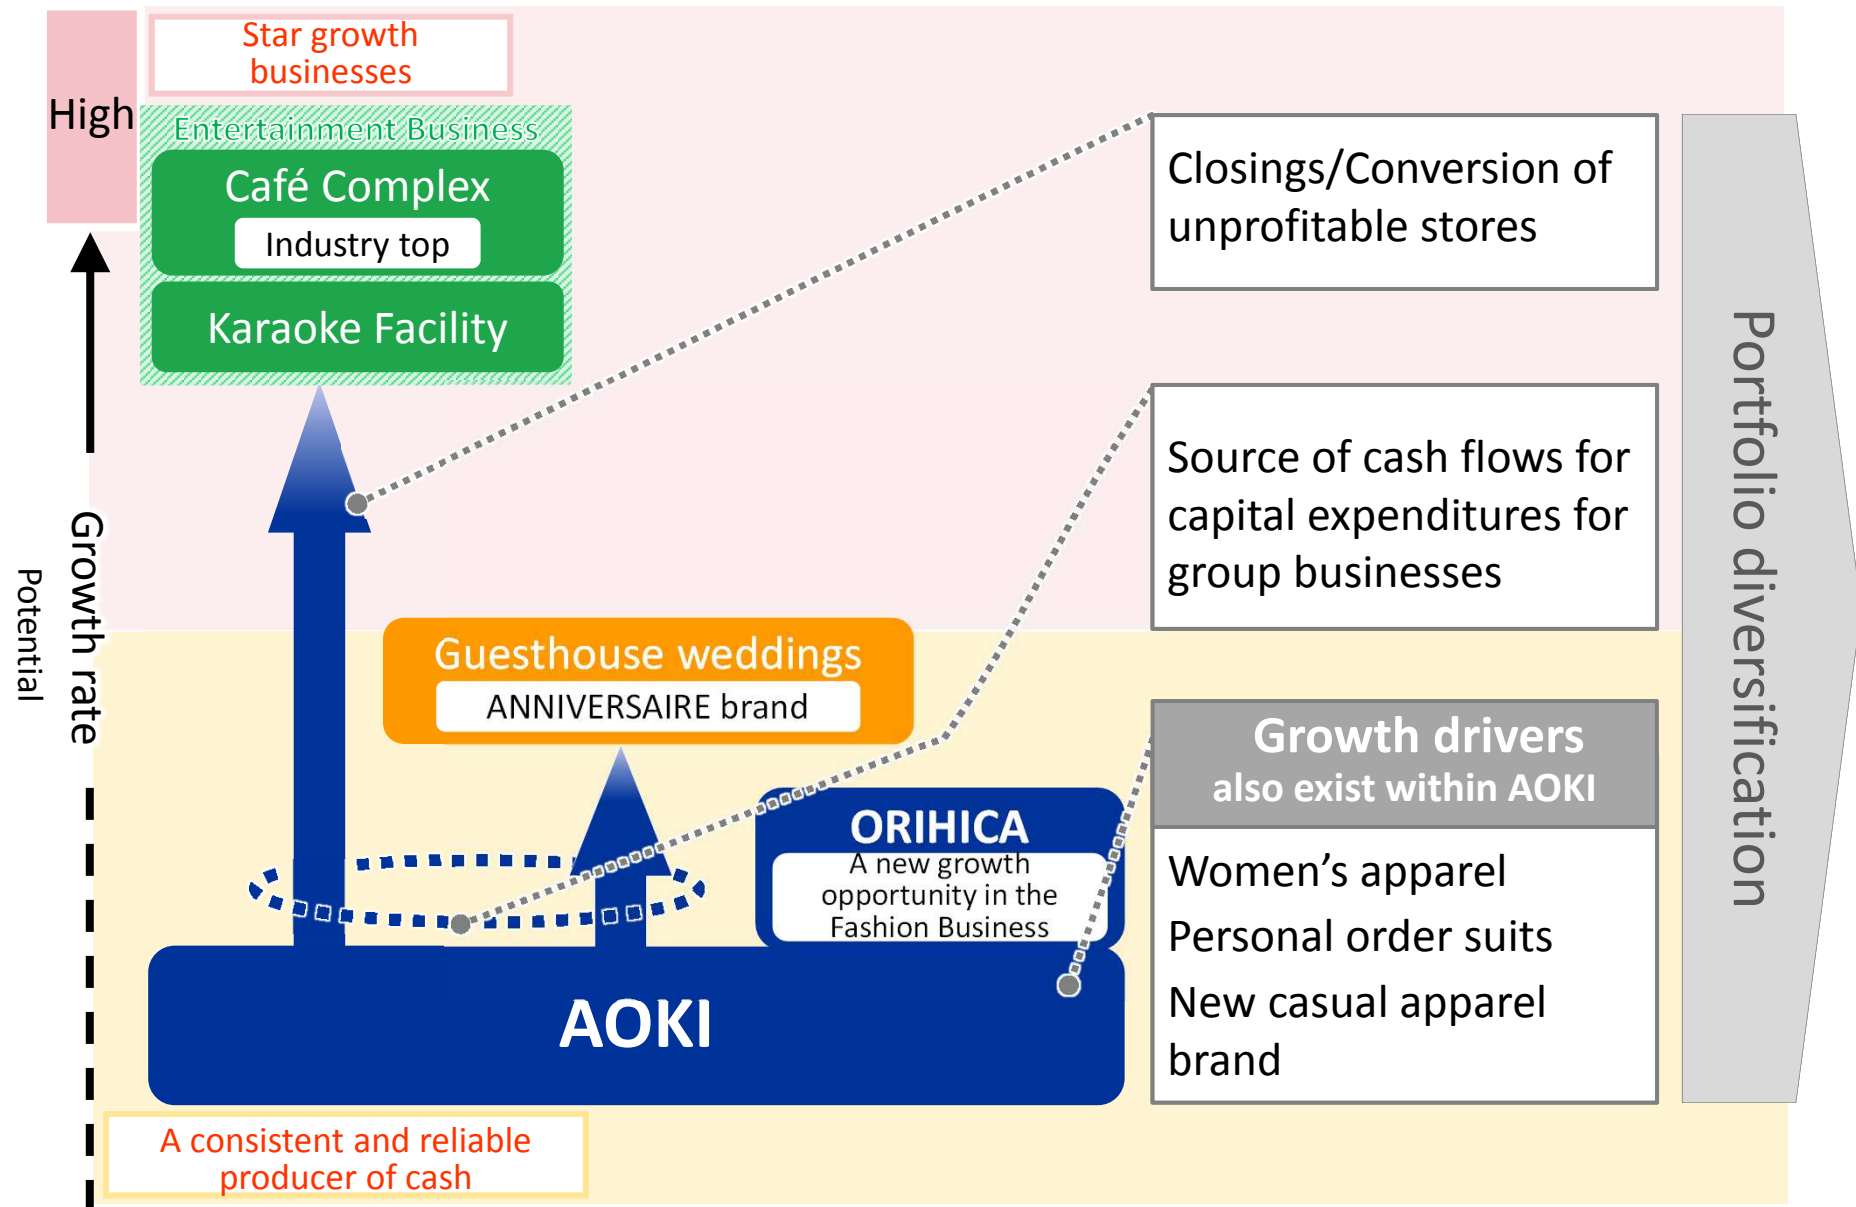 Star growth
businesses
High
Entertainment Business
Café Complex
Industry top
Karaoke Facility
Growth rate
Potential
Guesthouse weddings
ANNIVERSAIRE brand
ORIHICA
A new growth
opportunity in the
Fashion Business
AOKI
A consistent and reliable
producer of cash
Closings/Conversion of
unprofitable stores
Source of cash flows for
capital expenditures for
group businesses
Growth drivers
also exist within AOKI
Women’s apparel
Personal order suits
New casual apparel
brand
Portfolio diversification